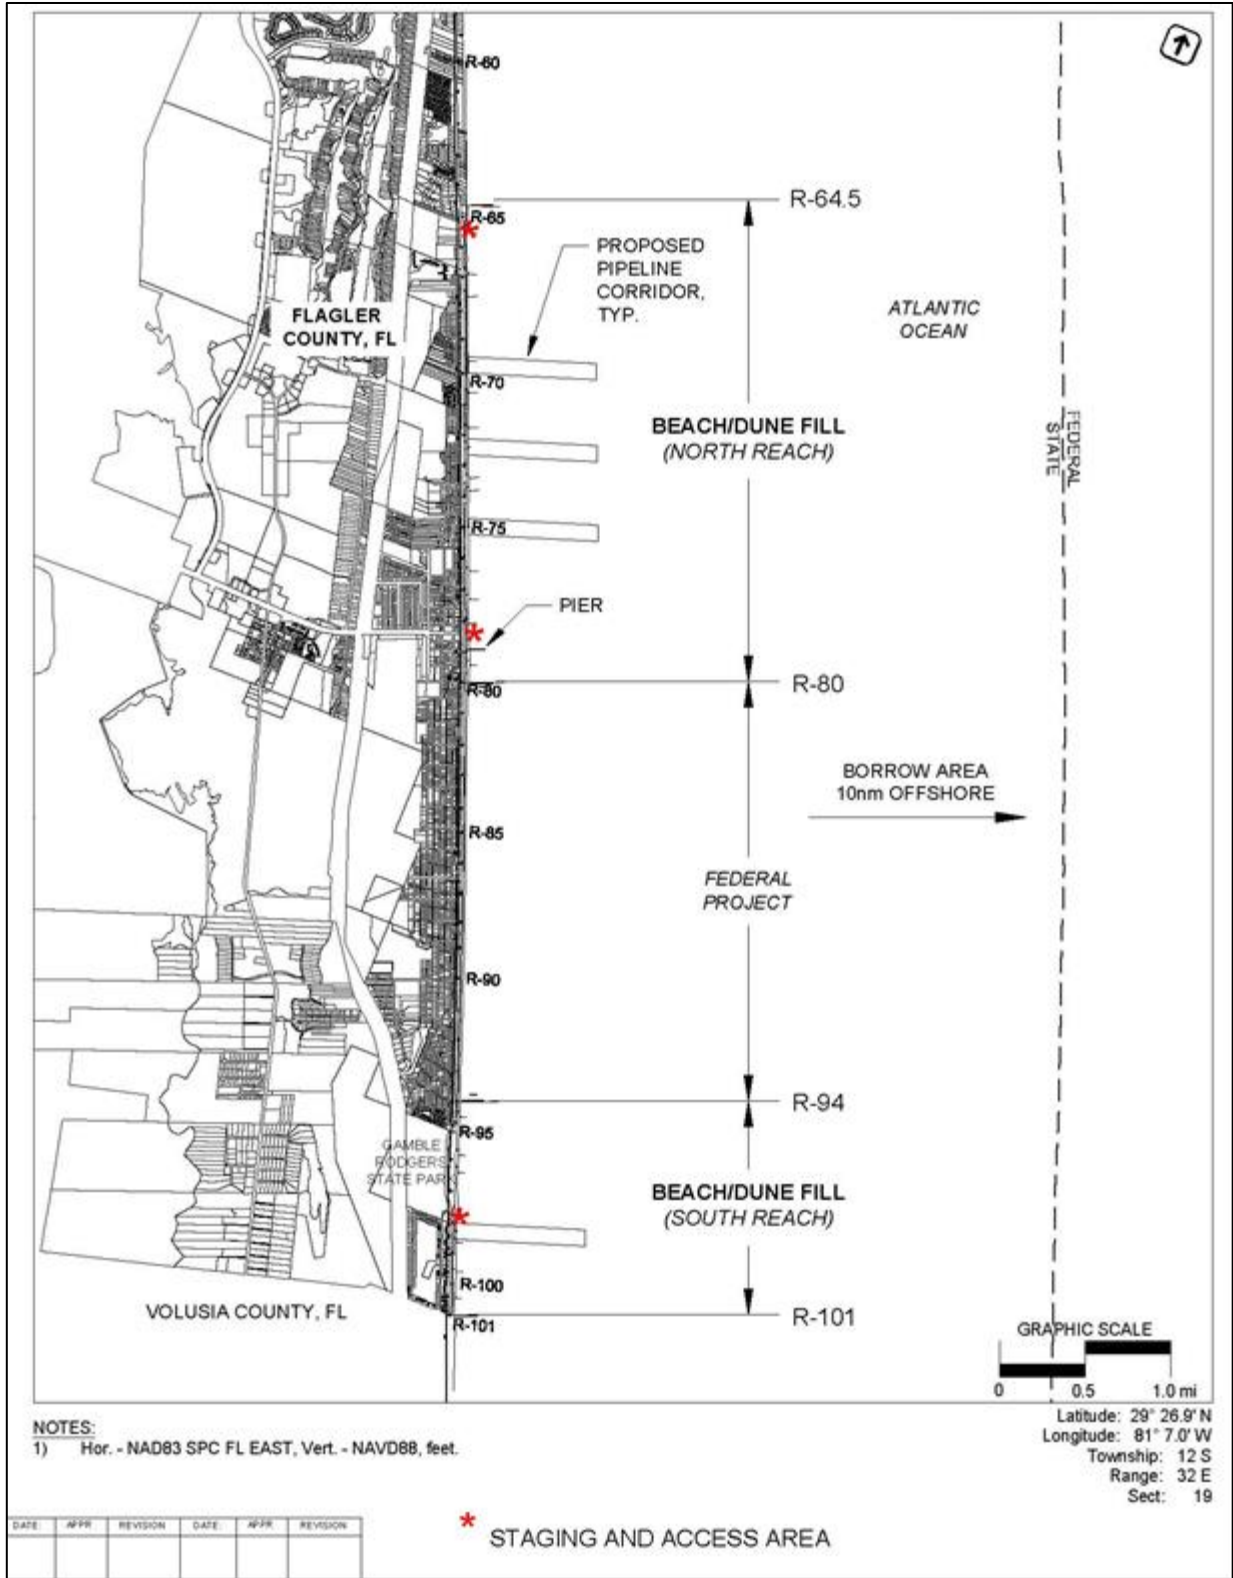 R-60
R-64.5
R-65
PROPOSED
PIPELINE
CORRIDOR,
TYP.
ATLANTIC
OCEAN
FLAGLER
COUNTY, FL
R-70
BEACH/DUNE FILL
(NORTH REACH)
FEDERAL
STATE
R-75
PIER
R-80
R-80
BORROW AREA
10nm OFFSHORE
R-85
FEDERAL
PROJECT
R-90
R-94
R-95
GAMBLE
RODGERS
STATE PAR
BEACH/DUNE FILL
(SOUTH REACH)
R-100
VOLUSIA COUNTY, FL
R-101
R-101
GRAPHIC SCALE
0 0.5 1.0 mi
NOTES:
1) Hor. - NAD83 SPC FL EAST, Vert. - NAVD88, feet.
Latitude: 29° 26.9' N
Longitude: 81° 7.0' W
Township: 12 S
Range: 32 E
Sect: 19
DATE: APPR REVISION DATE: APPR REVISION
* STAGING AND ACCESS AREA